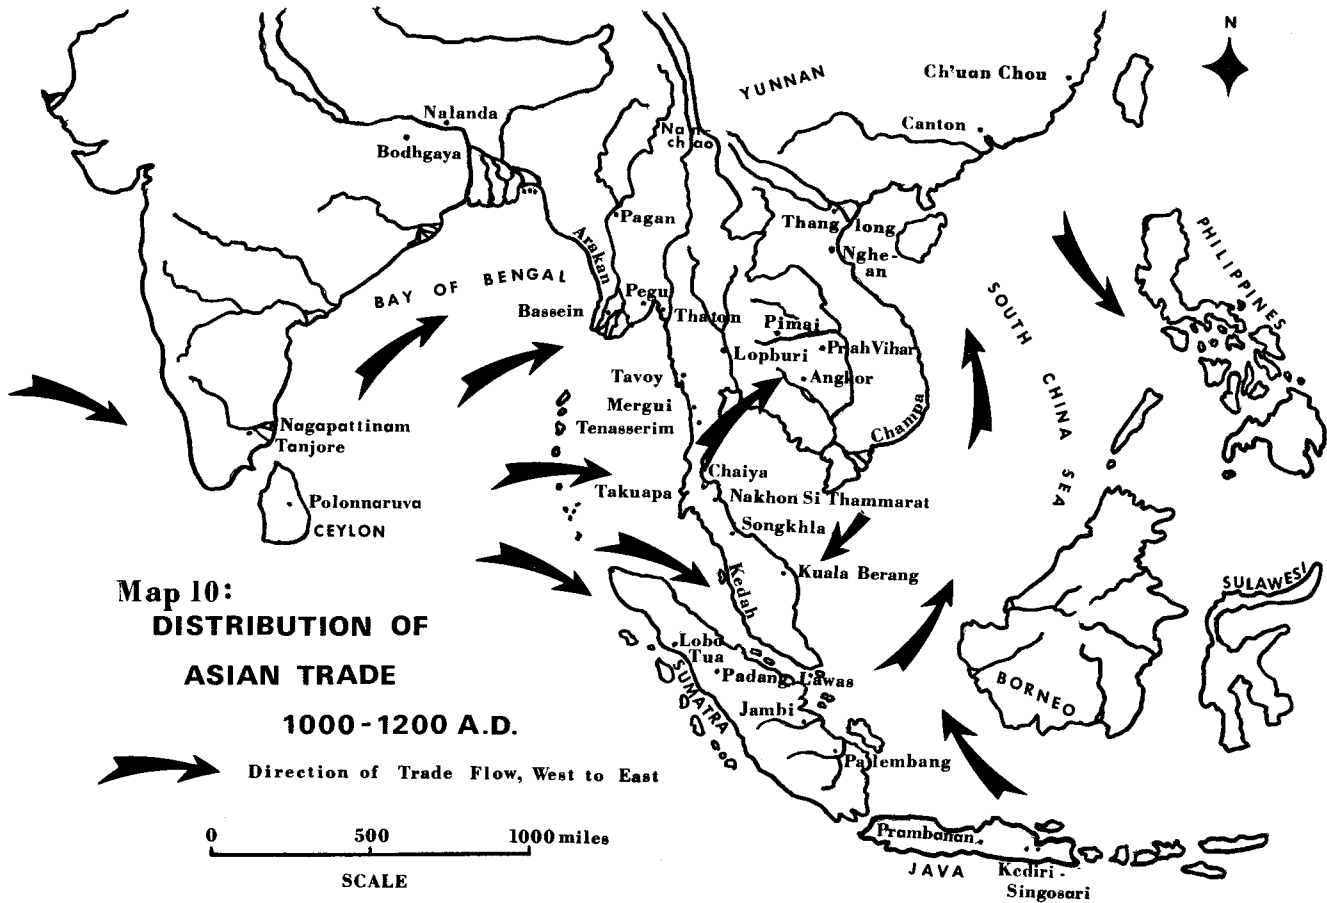 N
YUNNAN
Ch'uan Chou
Canton
Nalanda
Bodhgaya
Nan-
chao
Pagan
Thang long
Nghe-
an
Arakan
PHILIPPINES
BAY OF BENGAL
Pegu
Bassein
Thaton
Pimai
Lopburi
PriahVihar
Angkor
SOUTH CHINA SEA
Tavoy
Mergui
Tenasserim
Champa
Nagapattinam
Tanjore
Chaiya
Takuapa
Nakhon Si Thammarat
Polonnaruva
CEYLON
Songkhla
Kedah
Kuala Berang
SULAWESI
Map 10:
DISTRIBUTION OF
ASIAN TRADE
1000-1200 A.D.
Lobo
Tua
Padang Lawas
SUMATRA
Jambi
BORNEO
Palembang
Direction of Trade Flow, West to East
0 500 1000 miles
SCALE
Prambanan
JAVA
Kediri -
Singosari